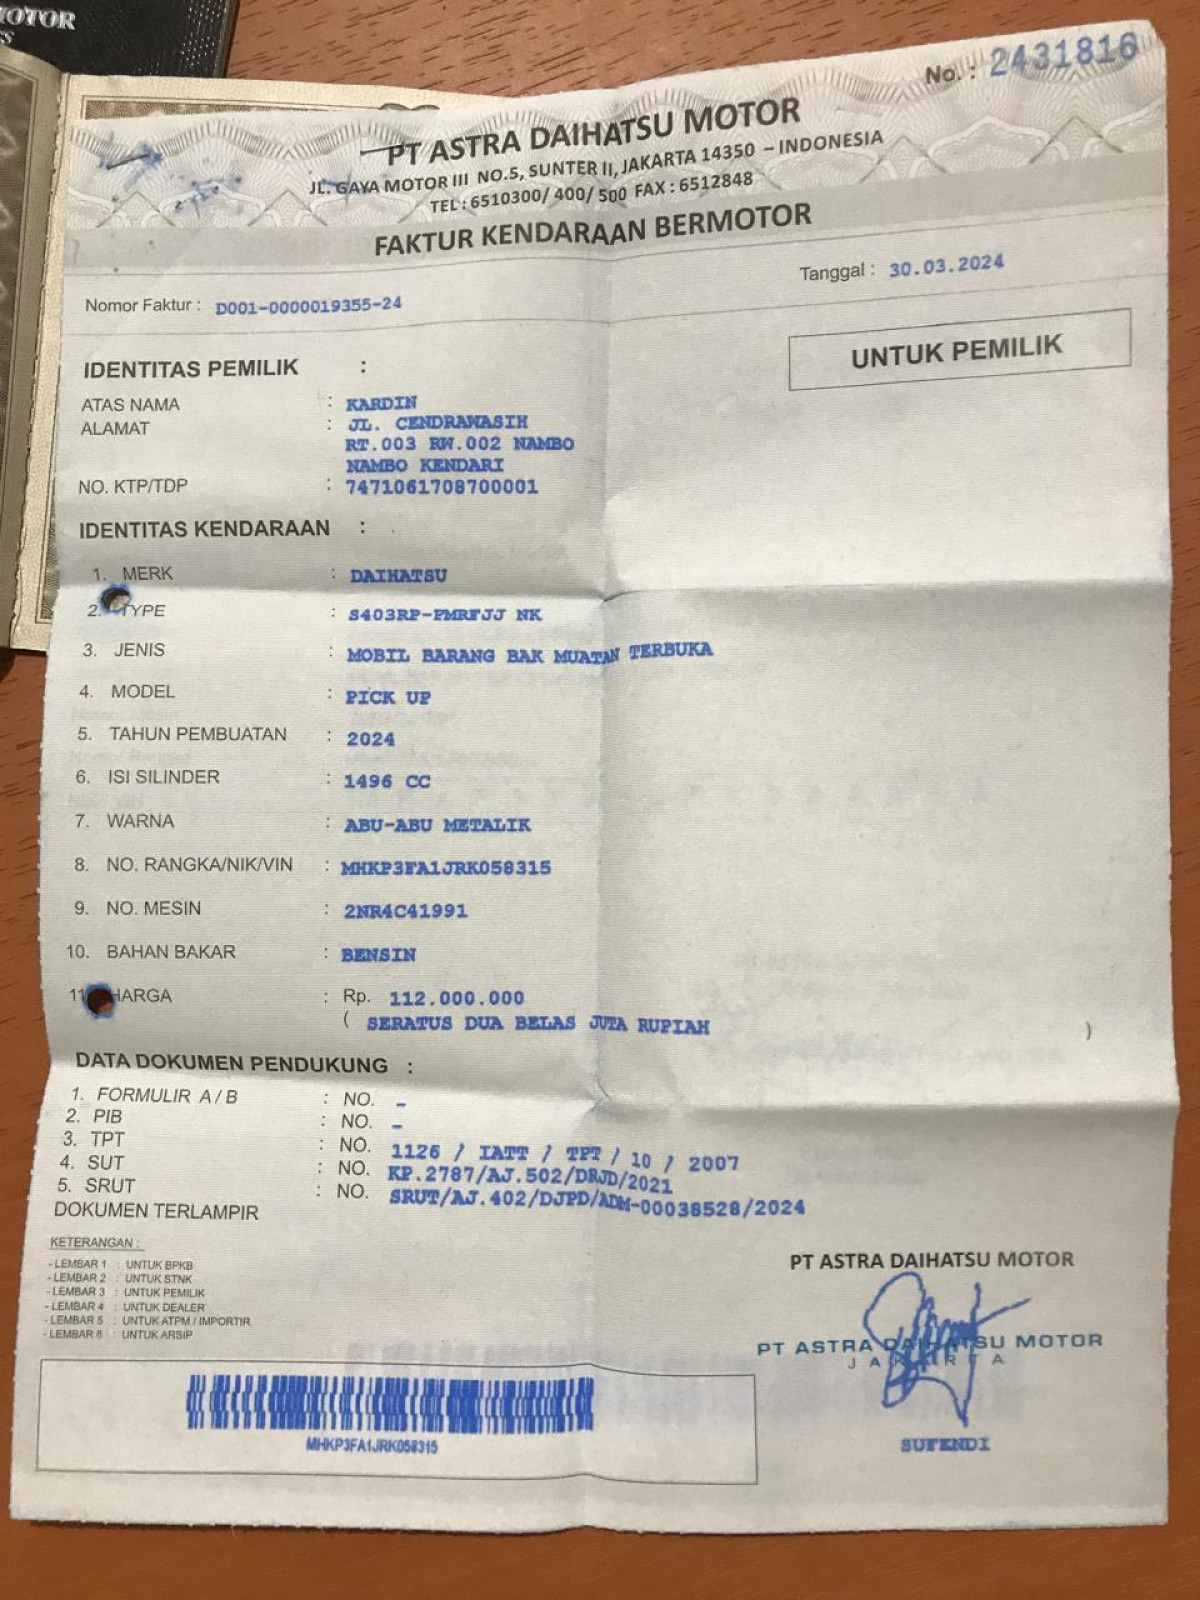 MOTOR
No. : 2431816
PT ASTRA DAIHATSU MOTOR
JL. GAYA MOTOR III NO.5, SUNTER II, JAKARTA 14350 – INDONESIA
TEL : 6510300/ 400/ 500 FAX : 6512848
FAKTUR KENDARAAN BERMOTOR
Tanggal : 30.03.2024
Nomor Faktur : D001-0000019355-24
UNTUK PEMILIK
IDENTITAS PEMILIK :
ATAS NAMA : KARDIN
ALAMAT : JL. CENDRAWASIH
RT.003 RW.002 NAMBO
NAMBO KENDARI
NO. KTP/TDP : 7471061708700001
IDENTITAS KENDARAAN :
1. MERK : DAIHATSU
2. TYPE : S403RP-PMRFJJ NK
3. JENIS : MOBIL BARANG BAK MUATAN TERBUKA
4. MODEL : PICK UP
5. TAHUN PEMBUATAN : 2024
6. ISI SILINDER : 1496 CC
7. WARNA : ABU-ABU METALIK
8. NO. RANGKA/NIK/VIN : MHKP3FA1JRK058315
9. NO. MESIN : 2NR4C41991
10. BAHAN BAKAR : BENSIN
11. HARGA : Rp. 112.000.000
( SERATUS DUA BELAS JUTA RUPIAH )
DATA DOKUMEN PENDUKUNG :
1. FORMULIR A / B : NO. –
2. PIB : NO. –
3. TPT : NO. 1126 / IATT / TPT / 10 / 2007
4. SUT : NO. KP.2787/AJ.502/DRJD/2021
5. SRUT : NO. SRUT/AJ.402/DJPD/ADM-00038528/2024
DOKUMEN TERLAMPIR
KETERANGAN :
- LEMBAR 1 : UNTUK BPKB
- LEMBAR 2 : UNTUK STNK
- LEMBAR 3 : UNTUK PEMILIK
- LEMBAR 4 : UNTUK DEALER
- LEMBAR 5 : UNTUK ATPM / IMPORTIR
- LEMBAR 6 : UNTUK ARSIP
PT ASTRA DAIHATSU MOTOR
PT ASTRA DAIHATSU MOTOR
JAKARTA
SUFENDI
MHKP3FA1JRK058315